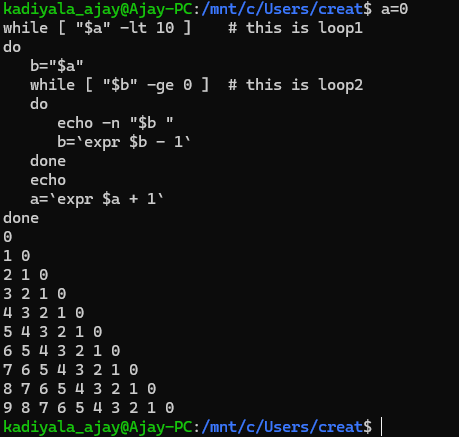 kadiyala_ajay@Ajay-PC:/mnt/c/Users/creat$ a=0
while [ "$a" -lt 10 ]    # this is loop1
do
   b="$a"
   while [ "$b" -ge 0 ]  # this is loop2
   do
      echo -n "$b "
      b=`expr $b - 1`
   done
   echo
   a=`expr $a + 1`
done
0
1 0
2 1 0
3 2 1 0
4 3 2 1 0
5 4 3 2 1 0
6 5 4 3 2 1 0
7 6 5 4 3 2 1 0
8 7 6 5 4 3 2 1 0
9 8 7 6 5 4 3 2 1 0
kadiyala_ajay@Ajay-PC:/mnt/c/Users/creat$